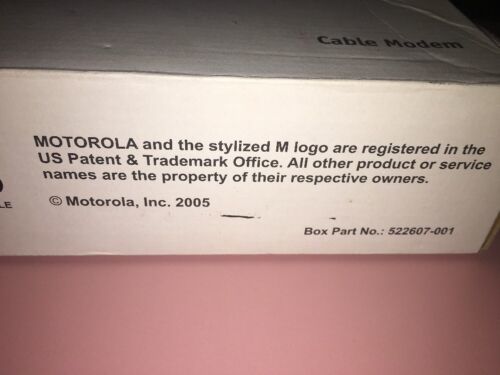 Cable Modem
MOTOROLA and the stylized M logo are registered in the
US Patent & Trademark Office. All other product or service
names are the property of their respective owners.
© Motorola, Inc. 2005
Box Part No.: 522607-001